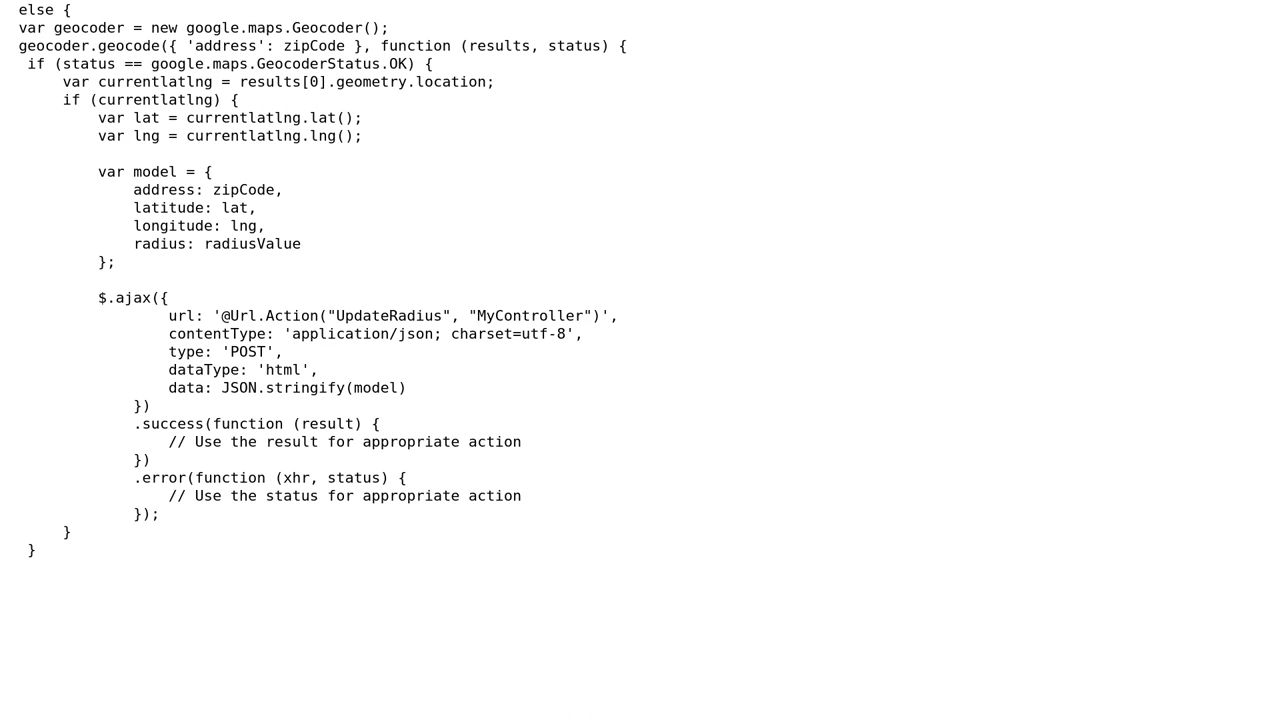 else {
var geocoder = new google.maps.Geocoder();
geocoder.geocode({ 'address': zipCode }, function (results, status) {
 if (status == google.maps.GeocoderStatus.OK) {
     var currentlatlng = results[0].geometry.location;
     if (currentlatlng) {
         var lat = currentlatlng.lat();
         var lng = currentlatlng.lng();

         var model = {
             address: zipCode,
             latitude: lat,
             longitude: lng,
             radius: radiusValue
         };

         $.ajax({
                 url: '@Url.Action("UpdateRadius", "MyController")',
                 contentType: 'application/json; charset=utf-8',
                 type: 'POST',
                 dataType: 'html',
                 data: JSON.stringify(model)
             })
             .success(function (result) {
                 // Use the result for appropriate action
             })
             .error(function (xhr, status) {
                 // Use the status for appropriate action
             });
     }
 }